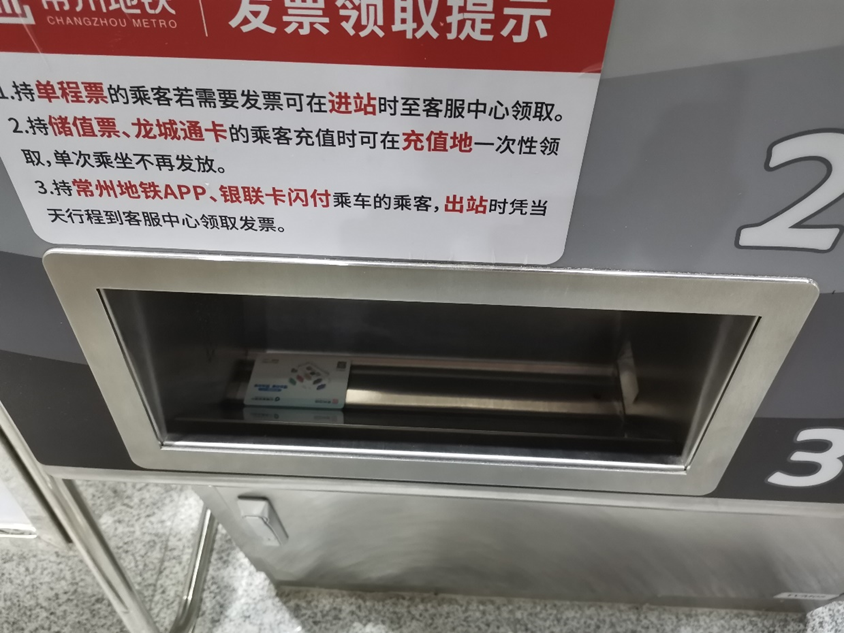 常州地铁
CHANGZHOU METRO
发票领取提示
1.持单程票的乘客若需要发票可在进站时至客服中心领取。
2.持储值票、龙城通卡的乘客充值时可在充值地一次性领
取,单次乘坐不再发放。
3.持常州地铁APP、银联卡闪付乘车的乘客,出站时凭当
天行程到客服中心领取发票。
2
3